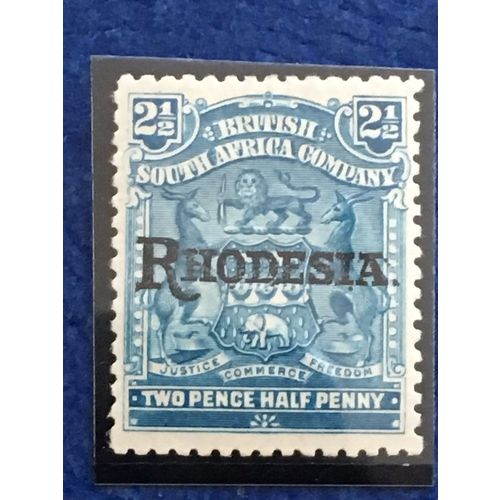 2½ 2½
BRITISH
SOUTH AFRICA COMPANY
RHODESIA.
JUSTICE COMMERCE FREEDOM
TWO PENCE HALF PENNY